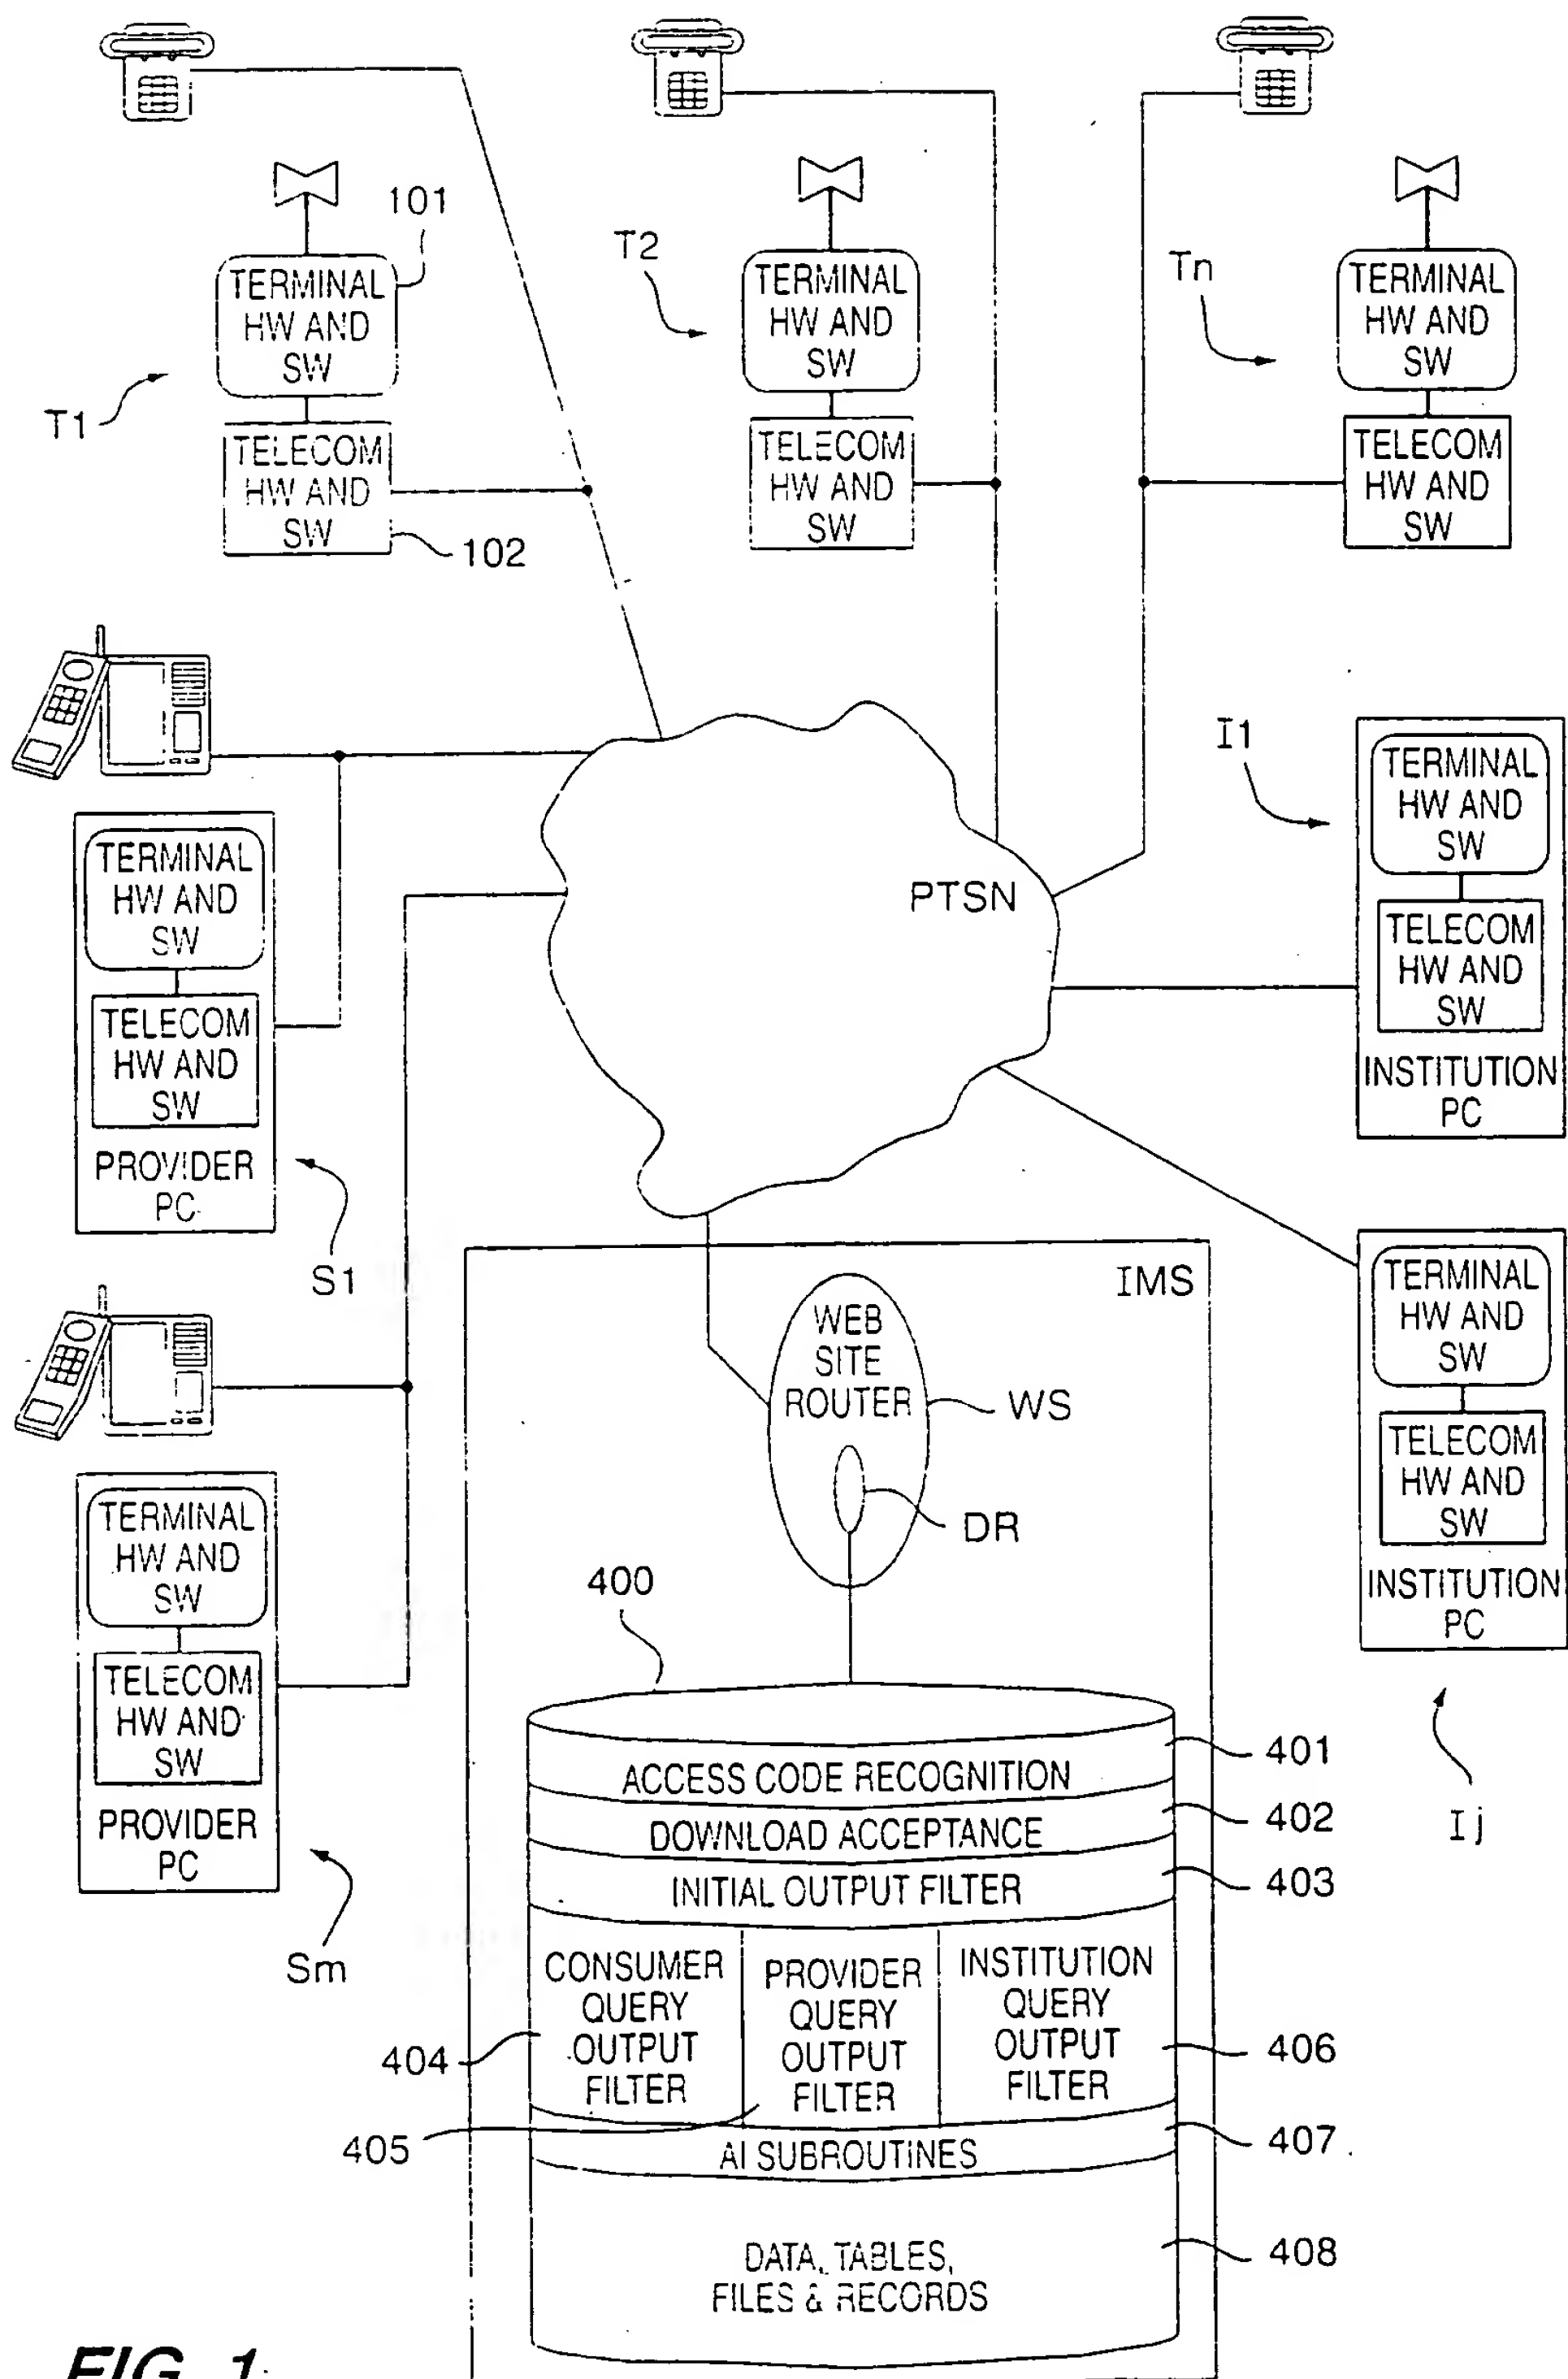 101
T1
TERMINAL
HW AND
SW
TELECOM
HW AND
SW
102
T2
TERMINAL
HW AND
SW
TELECOM
HW AND
SW
Tn
TERMINAL
HW AND
SW
TELECOM
HW AND
SW
TERMINAL
HW AND
SW
TELECOM
HW AND
SW
PROVIDER
PC
S1
PTSN
I1
TERMINAL
HW AND
SW
TELECOM
HW AND
SW
INSTITUTION
PC
TERMINAL
HW AND
SW
TELECOM
HW AND
SW
PROVIDER
PC
Sm
IMS
WEB
SITE
ROUTER
WS
DR
TERMINAL
HW AND
SW
TELECOM
HW AND
SW
INSTITUTION
PC
Ij
400
ACCESS CODE RECOGNITION
401
DOWNLOAD ACCEPTANCE
402
INITIAL OUTPUT FILTER
403
CONSUMER
QUERY
OUTPUT
FILTER
404
PROVIDER
QUERY
OUTPUT
FILTER
405
INSTITUTION
QUERY
OUTPUT
FILTER
406
AI SUBROUTINES
407
DATA, TABLES,
FILES & RECORDS
408
FIG. 1